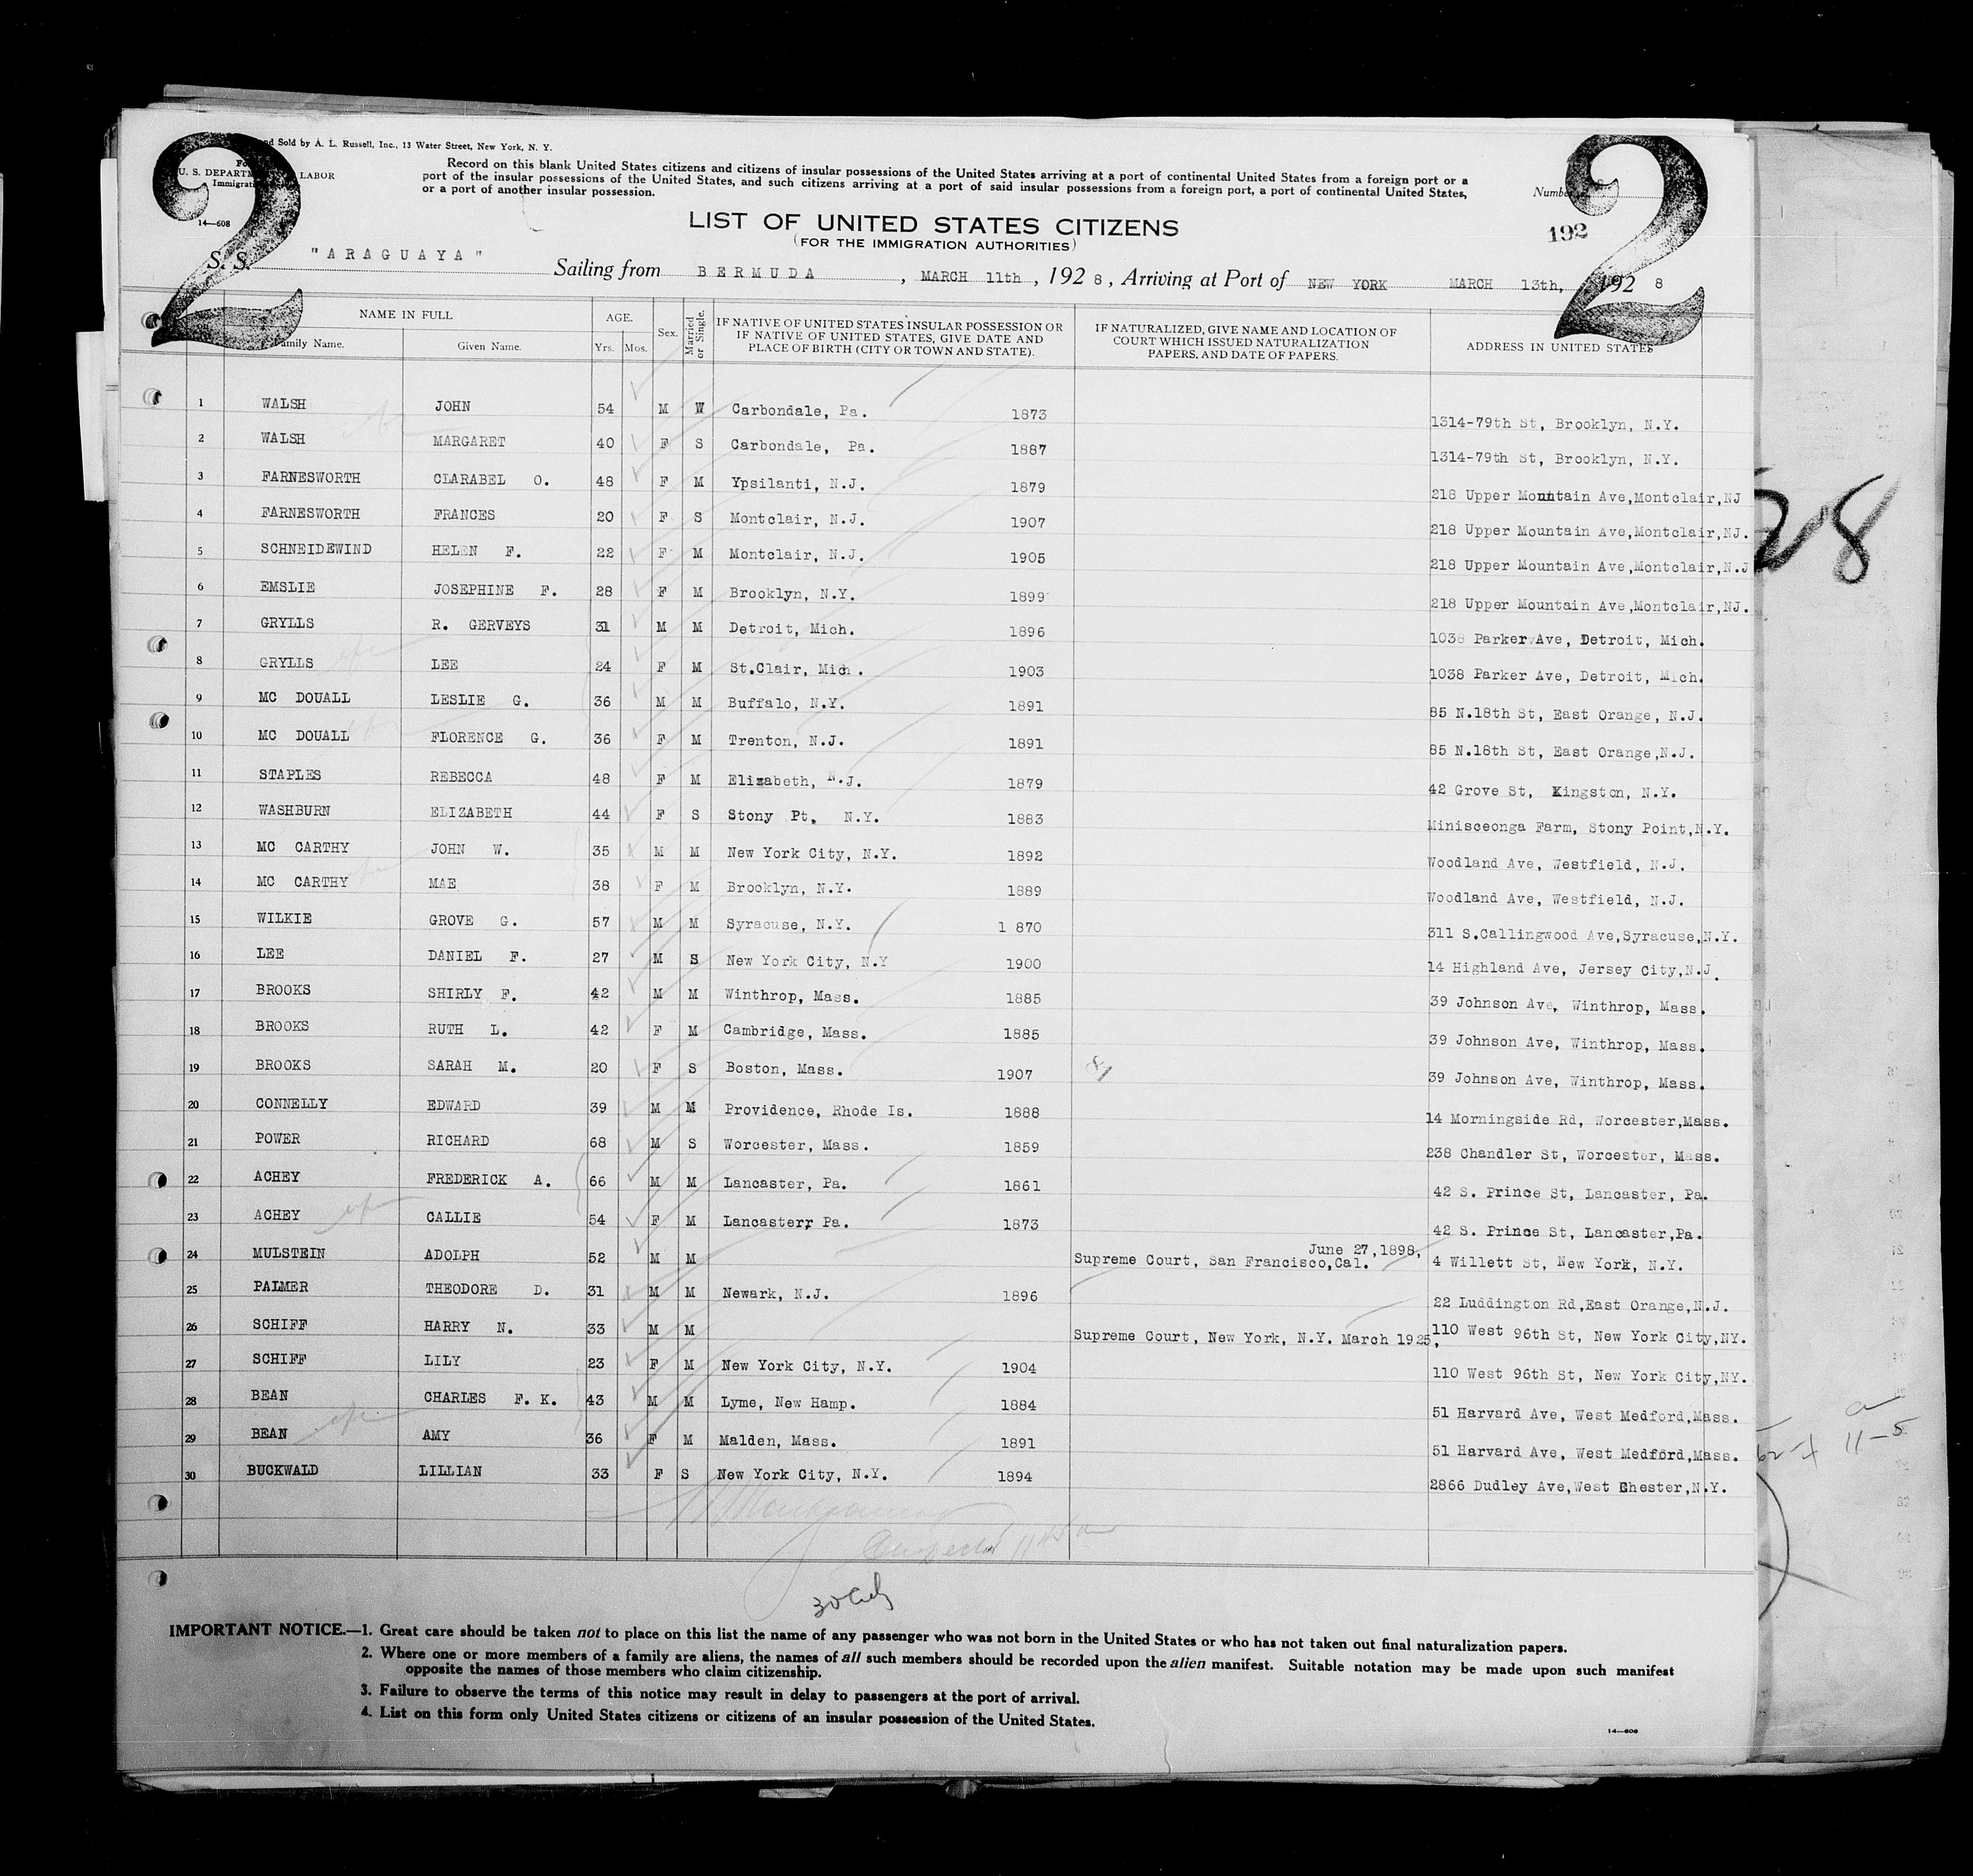 2 2
nd Sold by A. L. Russell, Inc., 13 Water Street, New York, N. Y.
U. S. DEPARTM LABOR
Immigrat
14—608
Record on this blank United States citizens and citizens of insular possessions of the United States arriving at a port of continental United States from a foreign port or a
port of the insular possessions of the United States, and such citizens arriving at a port of said insular possessions from a foreign port, a port of continental United States,
or a port of another insular possession.
Numbe
192
LIST OF UNITED STATES CITIZENS
(FOR THE IMMIGRATION AUTHORITIES)
S. S. "ARAGUAYA" Sailing from BERMUDA, MARCH 11th, 1928, Arriving at Port of NEW YORK MARCH 13th, 192 8
NAME IN FULL
Family Name. Given Name.
AGE.
Yrs. Mos.
Sex.
Married or Single.
IF NATIVE OF UNITED STATES INSULAR POSSESSION OR
IF NATIVE OF UNITED STATES, GIVE DATE AND
PLACE OF BIRTH (CITY OR TOWN AND STATE).
IF NATURALIZED, GIVE NAME AND LOCATION OF
COURT WHICH ISSUED NATURALIZATION
PAPERS, AND DATE OF PAPERS.
ADDRESS IN UNITED STATES
1 WALSH JOHN 54 M W Carbondale, Pa. 1873 1314-79th St, Brooklyn, N.Y.
2 WALSH MARGARET 40 F S Carbondale, Pa. 1887 1314-79th St, Brooklyn, N.Y.
3 FARNESWORTH CLARABEL O. 48 F M Ypsilanti, N.J. 1879 218 Upper Mountain Ave,Montclair,NJ
4 FARNESWORTH FRANCES 20 F S Montclair, N.J. 1907 218 Upper Mountain Ave,Montclair,NJ.
5 SCHNEIDEWIND HELEN F. 22 F M Montclair, N.J. 1905 218 Upper Mountain Ave,Montclair,N.J
6 EMSLIE JOSEPHINE F. 28 F M Brooklyn, N.Y. 1899 218 Upper Mountain Ave,Montclair,NJ.
7 GRYLLS R. GERVEYS 31 M M Detroit, Mich. 1896 1038 Parker Ave, Detroit, Mich.
8 GRYLLS LEE 24 F M St.Clair, Mich. 1903 1038 Parker Ave, Detroit, Mich.
9 MC DOUALL LESLIE G. 36 M M Buffalo, N.Y. 1891 85 N.18th St, East Orange, N.J.
10 MC DOUALL FLORENCE G. 36 F M Trenton, N.J. 1891 85 N.18th St, East Orange,N.J.
11 STAPLES REBECCA 48 F M Elizabeth, N.J. 1879 42 Grove St, Kingston, N.Y.
12 WASHBURN ELIZABETH 44 F S Stony Pt, N.Y. 1883 Minisceonga Farm, Stony Point,N.Y.
13 MC CARTHY JOHN W. 35 M M New York City, N.Y. 1892 Woodland Ave, Westfield, N.J.
14 MC CARTHY MAE 38 F M Brooklyn, N.Y. 1889 Woodland Ave, Westfield, N.J.
15 WILKIE GROVE G. 57 M M Syracuse, N.Y. 1 870 311 S.Callingwood Ave,Syracuse,N.Y.
16 LEE DANIEL F. 27 M S New York City, N.Y 1900 14 Highland Ave, Jersey City,N.J.
17 BROOKS SHIRLY F. 42 M M Winthrop, Mass. 1885 39 Johnson Ave, Winthrop, Mass.
18 BROOKS RUTH L. 42 F M Cambridge, Mass. 1885 39 Johnson Ave, Winthrop, Mass.
19 BROOKS SARAH M. 20 F S Boston, Mass. 1907 39 Johnson Ave, Winthrop, Mass.
20 CONNELLY EDWARD 39 M M Providence, Rhode Is. 1888 14 Morningside Rd, Worcester,Mass.
21 POWER RICHARD 68 M S Worcester, Mass. 1859 238 Chandler St, Worcester, Mass.
22 ACHEY FREDERICK A. 66 M M Lancaster, Pa. 1861 42 S. Prince St, Lancaster, Pa.
23 ACHEY CALLIE 54 F M Lancasterr Pa. 1873 42 S. Prince St, Lancaster,Pa.
24 MULSTEIN ADOLPH 52 M M Supreme Court, San Francisco,Cal. June 27,1898, 4 Willett St, New York, N.Y.
25 PALMER THEODORE D. 31 M M Newark, N.J. 1896 22 Luddington Rd,East Orange,N.J.
26 SCHIFF HARRY N. 33 M M Supreme Court, New York, N.Y. March 1925, 110 West 96th St, New York City,NY.
27 SCHIFF LILY 23 F M New York City, N.Y. 1904 110 West 96th St, New York City,NY.
28 BEAN CHARLES F.K. 43 M M Lyme, New Hamp. 1884 51 Harvard Ave, West Medford,Mass.
29 BEAN AMY 36 F M Malden, Mass. 1891 51 Harvard Ave, West Medford,Mass.
30 BUCKWALD LILLIAN 33 F S New York City, N.Y. 1894 2866 Dudley Ave,West Chester,N.Y.
28
11-5
IMPORTANT NOTICE.—1. Great care should be taken not to place on this list the name of any passenger who was not born in the United States or who has not taken out final naturalization papers.
2. Where one or more members of a family are aliens, the names of all such members should be recorded upon the alien manifest. Suitable notation may be made upon such manifest
opposite the names of those members who claim citizenship.
3. Failure to observe the terms of this notice may result in delay to passengers at the port of arrival.
4. List on this form only United States citizens or citizens of an insular possession of the United States.
14—608